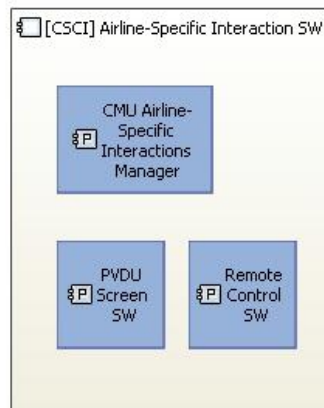 [CSCI] Airline-Specific Interaction SW
CMU Airline-
Specific
P
Interactions
Manager
PVDU
P Screen
SW
Remote
P Control
SW